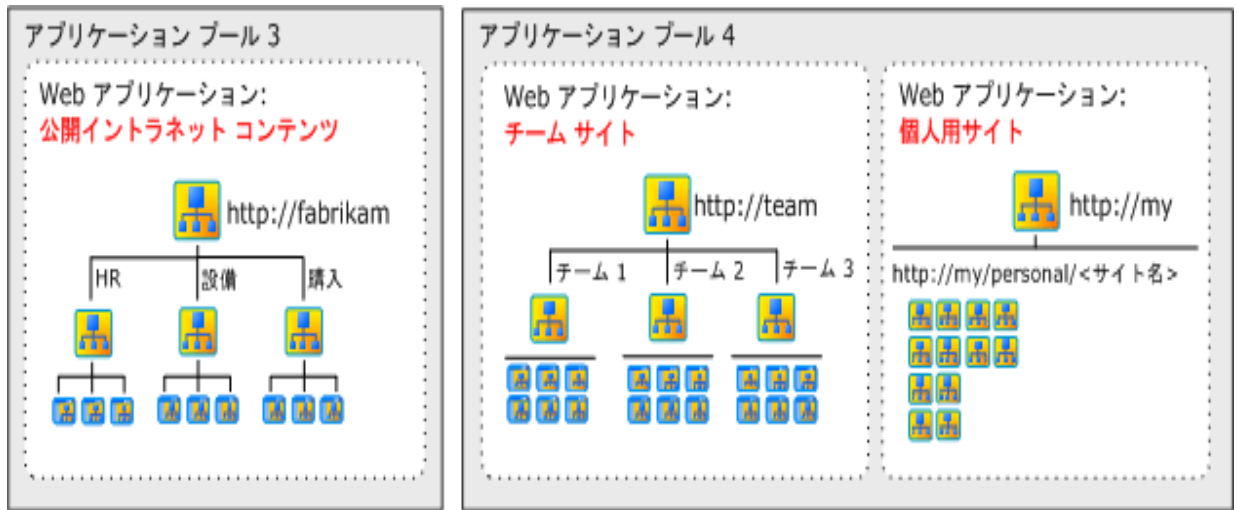 アプリケーション プール 3
Web アプリケーション:
公開イントラネット コンテンツ
http://fabrikam
HR
設備
購入
アプリケーション プール 4
Web アプリケーション:
チーム サイト
http://team
チーム 1
チーム 2
チーム 3
Web アプリケーション:
個人用サイト
http://my
http://my/personal/<サイト名>